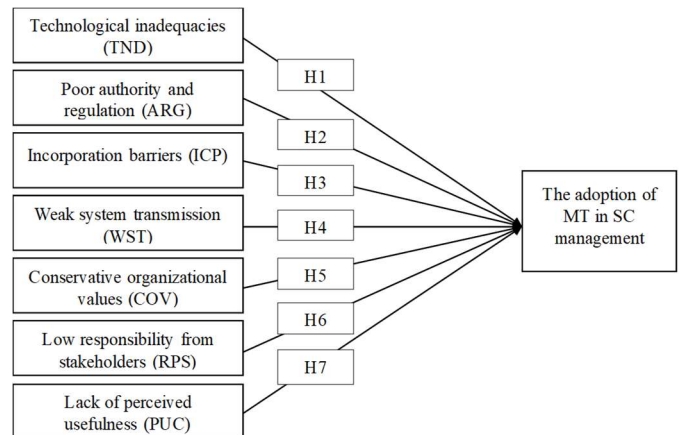 Technological inadequacies
(TND)
H1
Poor authority and
regulation (ARG)
H2
Incorporation barriers (ICP)
H3
Weak system transmission
(WST)
H4
Conservative organizational
values (COV)
H5
Low responsibility from
stakeholders (RPS)
H6
Lack of perceived
usefulness (PUC)
H7
The adoption of
MT in SC
management